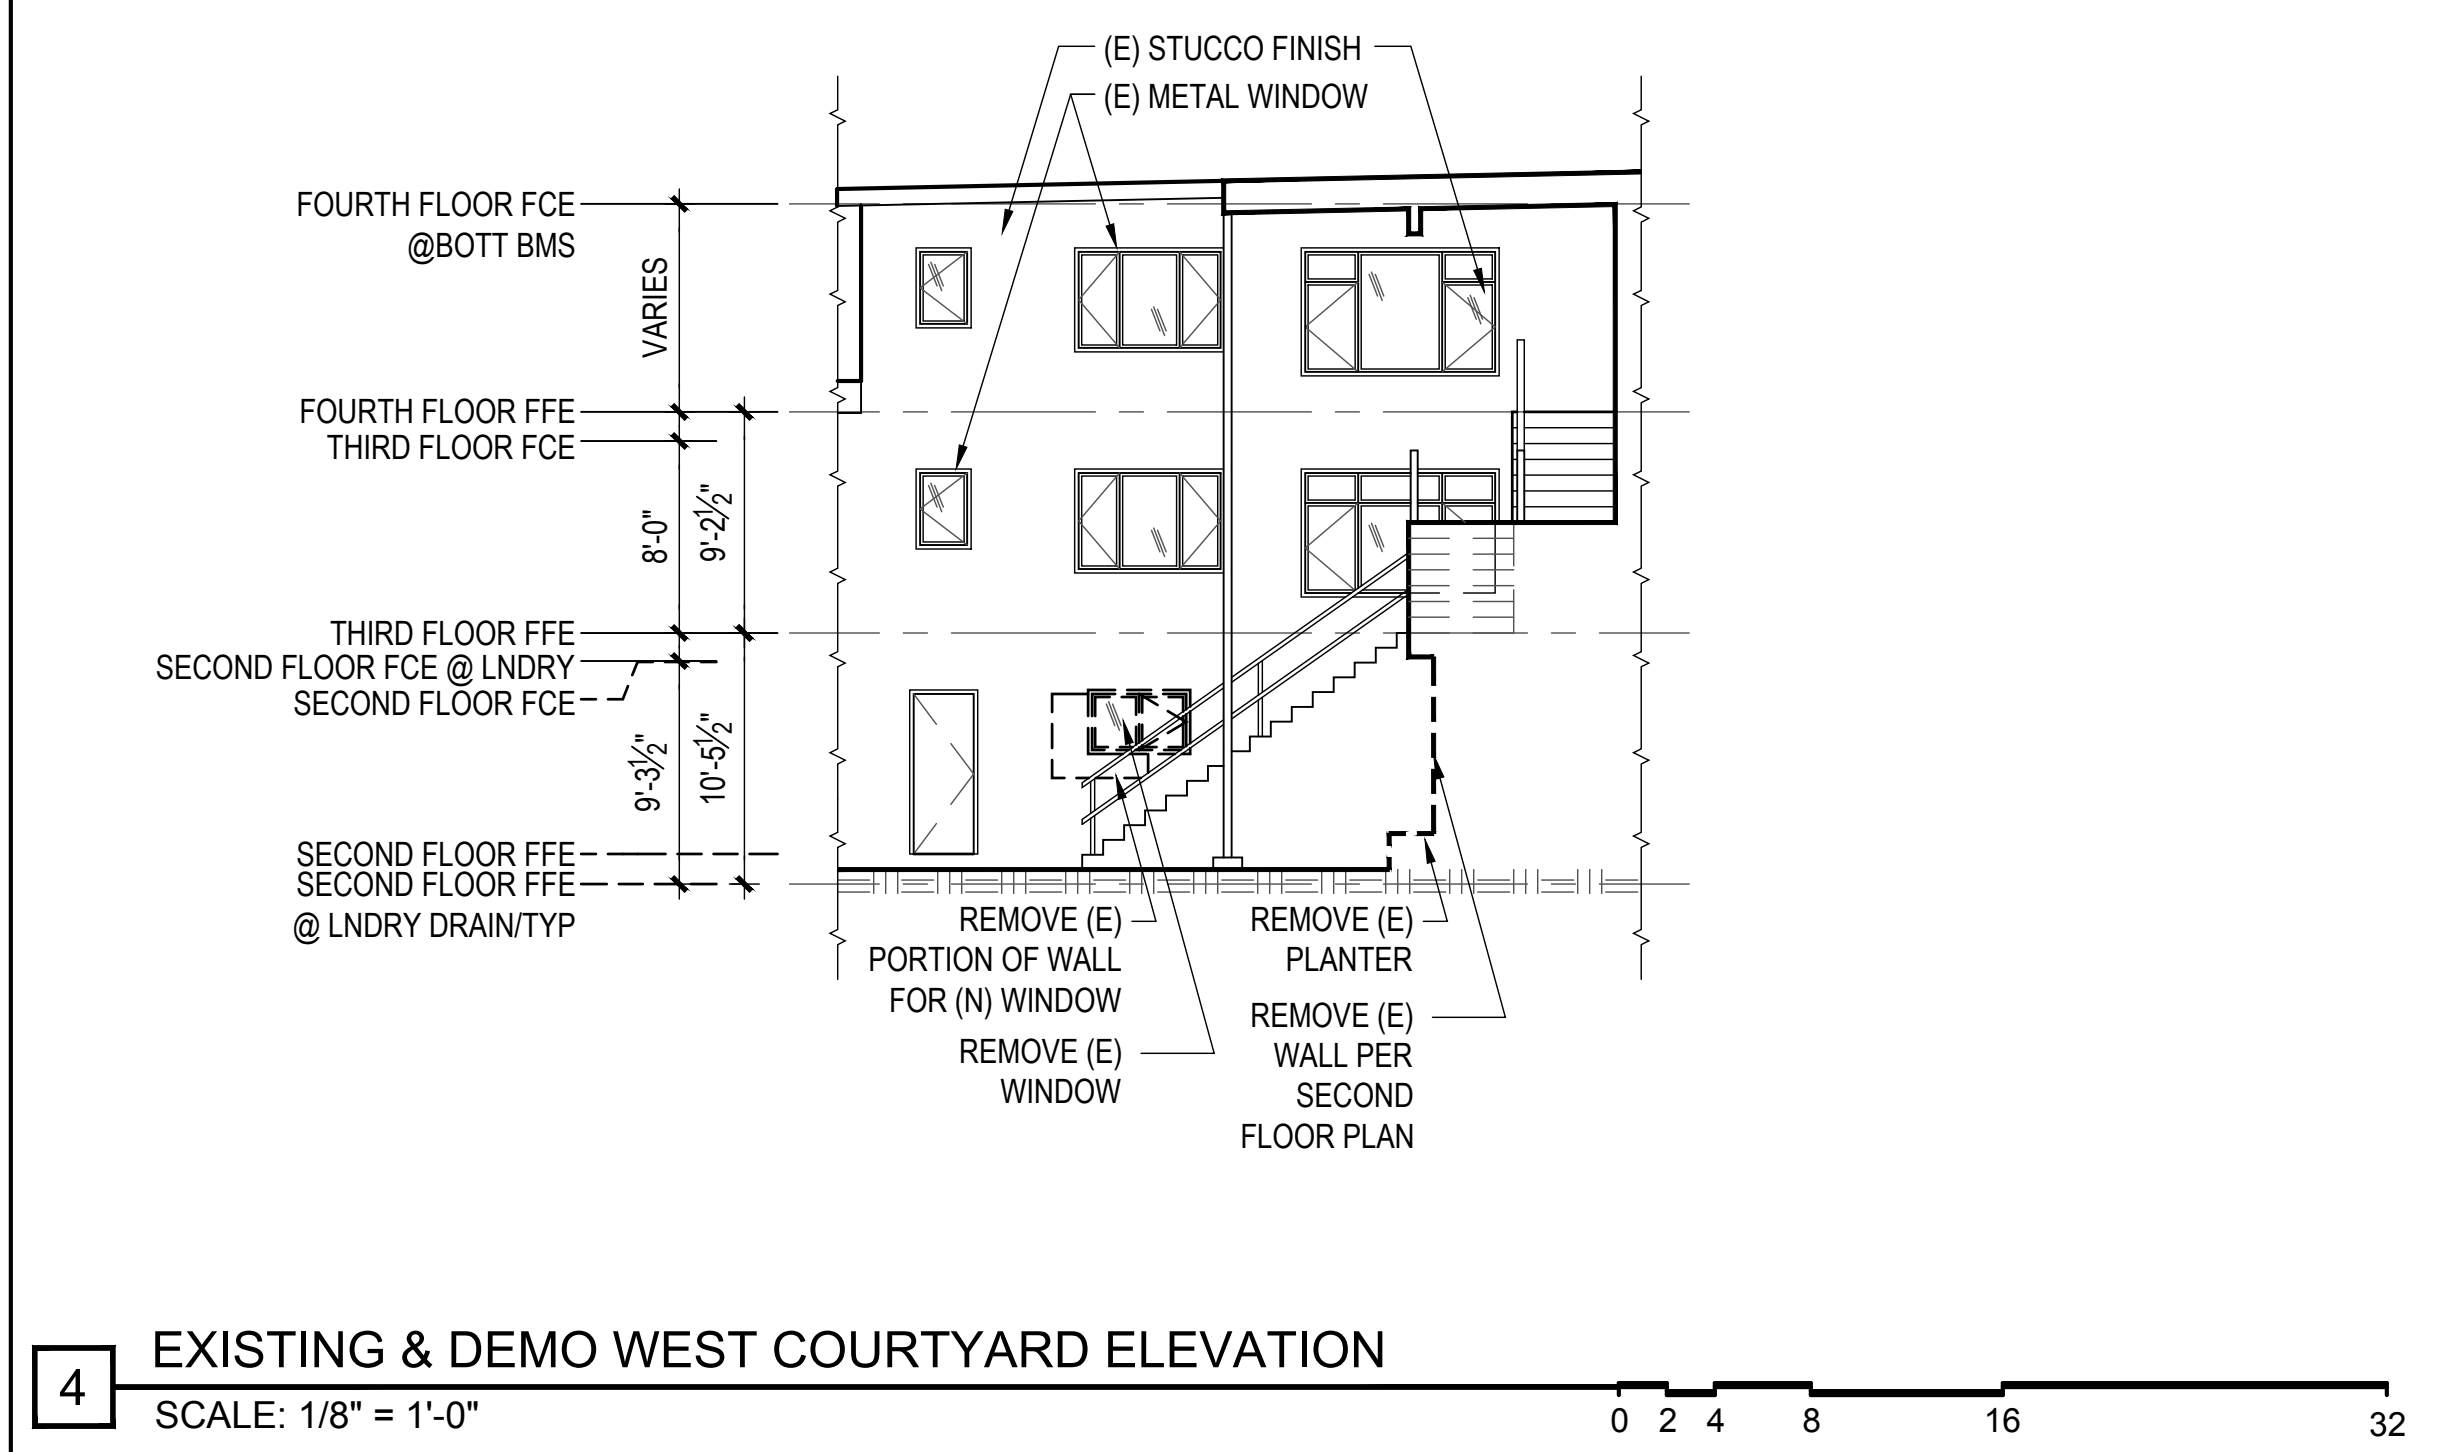 (E) STUCCO FINISH
(E) METAL WINDOW
FOURTH FLOOR FCE
@BOTT BMS
VARIES
FOURTH FLOOR FFE
THIRD FLOOR FCE
8'-0"
9'-2½"
THIRD FLOOR FFE
SECOND FLOOR FCE @ LNDRY
SECOND FLOOR FCE
9'-3½"
10'-5½"
SECOND FLOOR FFE
SECOND FLOOR FFE
@ LNDRY DRAIN/TYP
REMOVE (E)
PORTION OF WALL
FOR (N) WINDOW
REMOVE (E)
WINDOW
REMOVE (E)
PLANTER
REMOVE (E)
WALL PER
SECOND
FLOOR PLAN
4
EXISTING & DEMO WEST COURTYARD ELEVATION
SCALE: 1/8" = 1'-0"
0 2 4 8 16 32